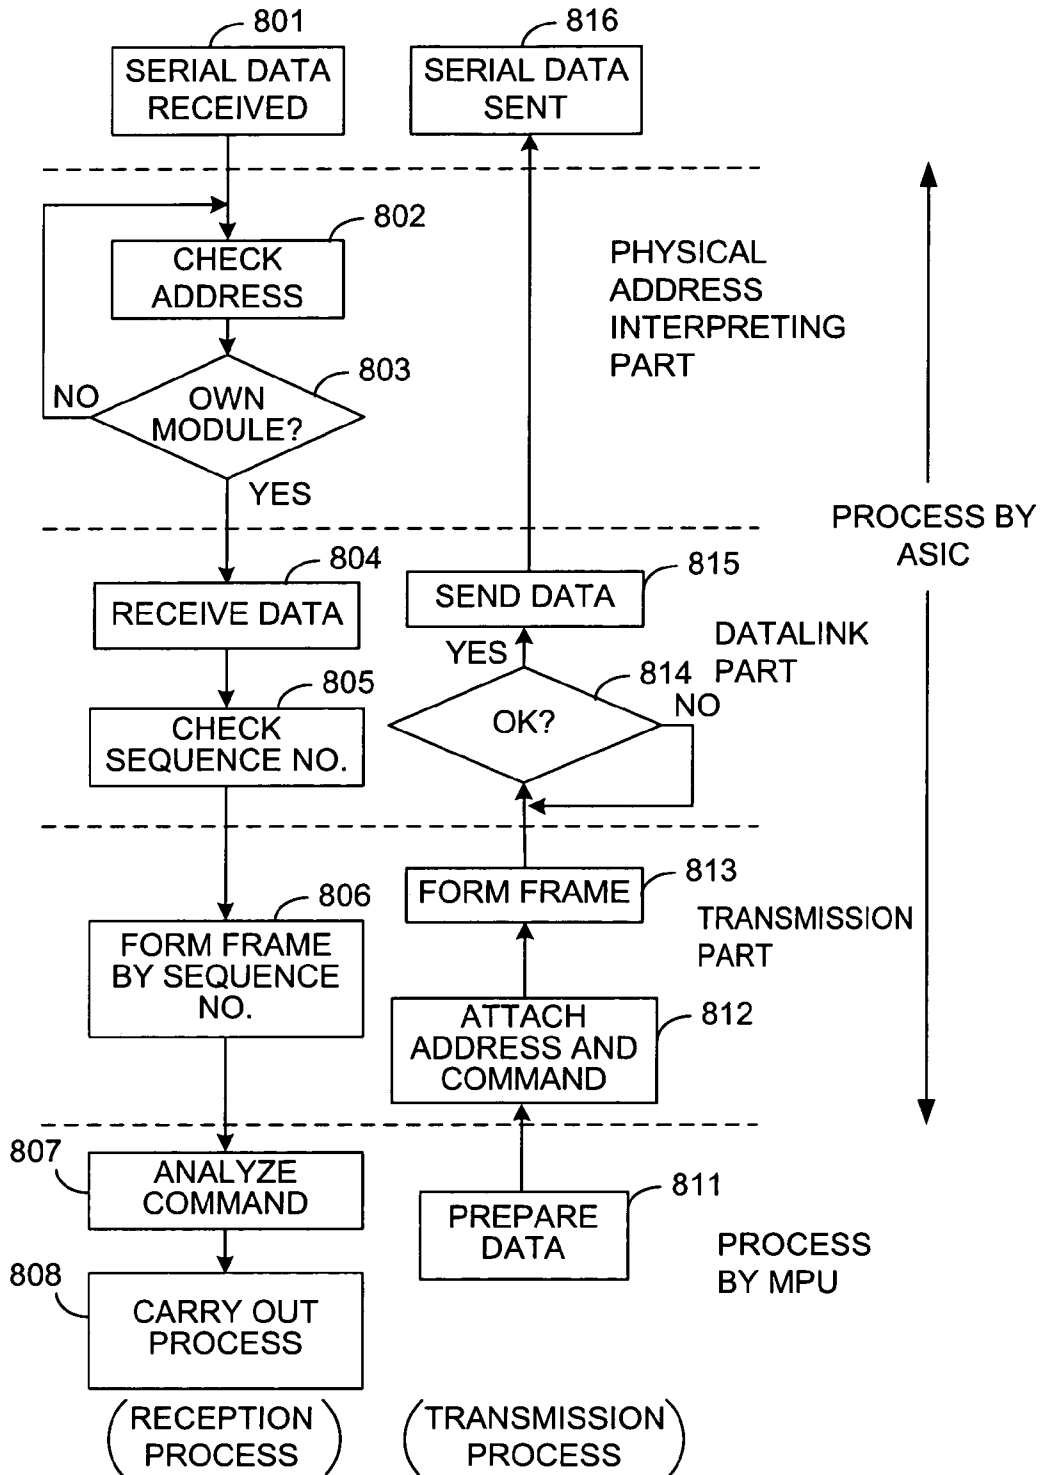 801
SERIAL DATA
RECEIVED
816
SERIAL DATA
SENT
802
CHECK
ADDRESS
PHYSICAL
ADDRESS
INTERPRETING
PART
803
NO
OWN
MODULE?
YES
PROCESS BY
ASIC
804
RECEIVE DATA
815
SEND DATA
YES
DATALINK
PART
805
CHECK
SEQUENCE NO.
814
OK?
NO
806
FORM FRAME
BY SEQUENCE
NO.
813
FORM FRAME
TRANSMISSION
PART
812
ATTACH
ADDRESS AND
COMMAND
807
ANALYZE
COMMAND
811
PREPARE
DATA
PROCESS
BY MPU
808
CARRY OUT
PROCESS
(RECEPTION
PROCESS)
(TRANSMISSION
PROCESS)